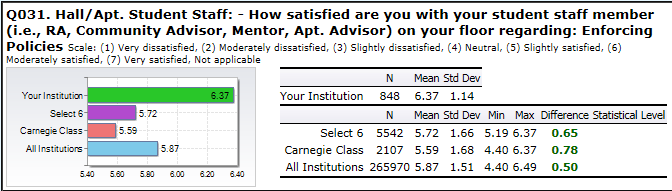 Q031. Hall/Apt. Student Staff: - How satisfied are you with your student staff member
(i.e., RA, Community Advisor, Mentor, Apt. Advisor) on your floor regarding: Enforcing
Policies Scale: (1) Very dissatisfied, (2) Moderately dissatisfied, (3) Slightly dissatisfied, (4) Neutral, (5) Slightly satisfied, (6)
Moderately satisfied, (7) Very satisfied, Not applicable
Your Institution 6.37
Select 6 5.72
Carnegie Class 5.59
All Institutions 5.87
5.40 5.60 5.80 6.00 6.20 6.40
N Mean Std Dev
Your Institution 848 6.37 1.14
N Mean Std Dev Min Max Difference Statistical Level
Select 6 5542 5.72 1.66 5.19 6.37 0.65
Carnegie Class 2107 5.59 1.68 4.40 6.37 0.78
All Institutions 265970 5.87 1.51 4.40 6.49 0.50